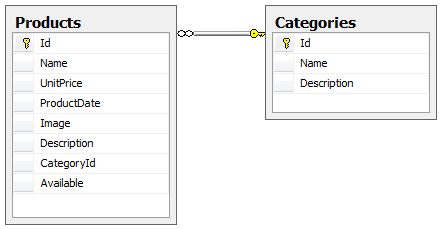 Products
Id
Name
UnitPrice
ProductDate
Image
Description
CategoryId
Available
Categories
Id
Name
Description